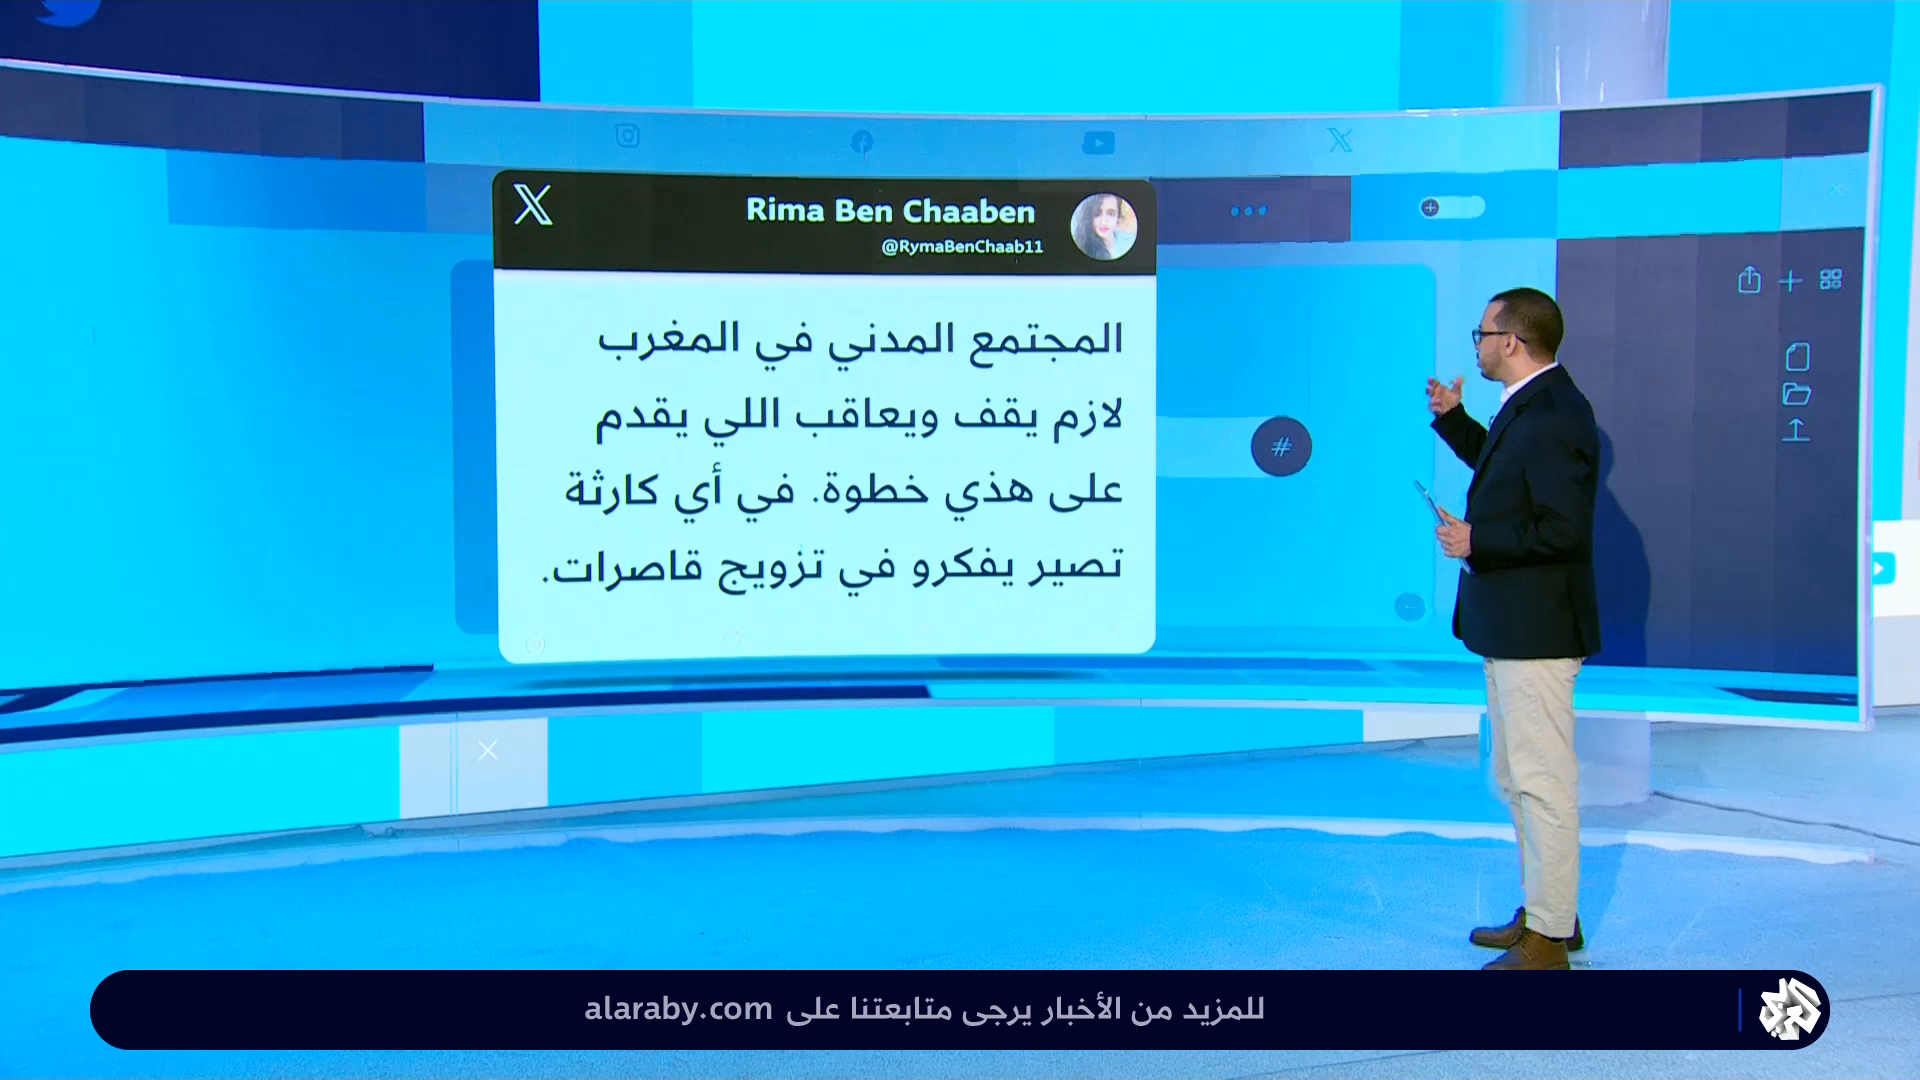 Rima Ben Chaaben
@RymaBenChaab11
المجتمع المدني في المغرب
لازم يقف ويعاقب اللي يقدم
على هذي خطوة. في أي كارثة
تصير يفكرو في تزويج قاصرات.
#
للمزيد من الأخبار يرجى متابعتنا على alaraby.com